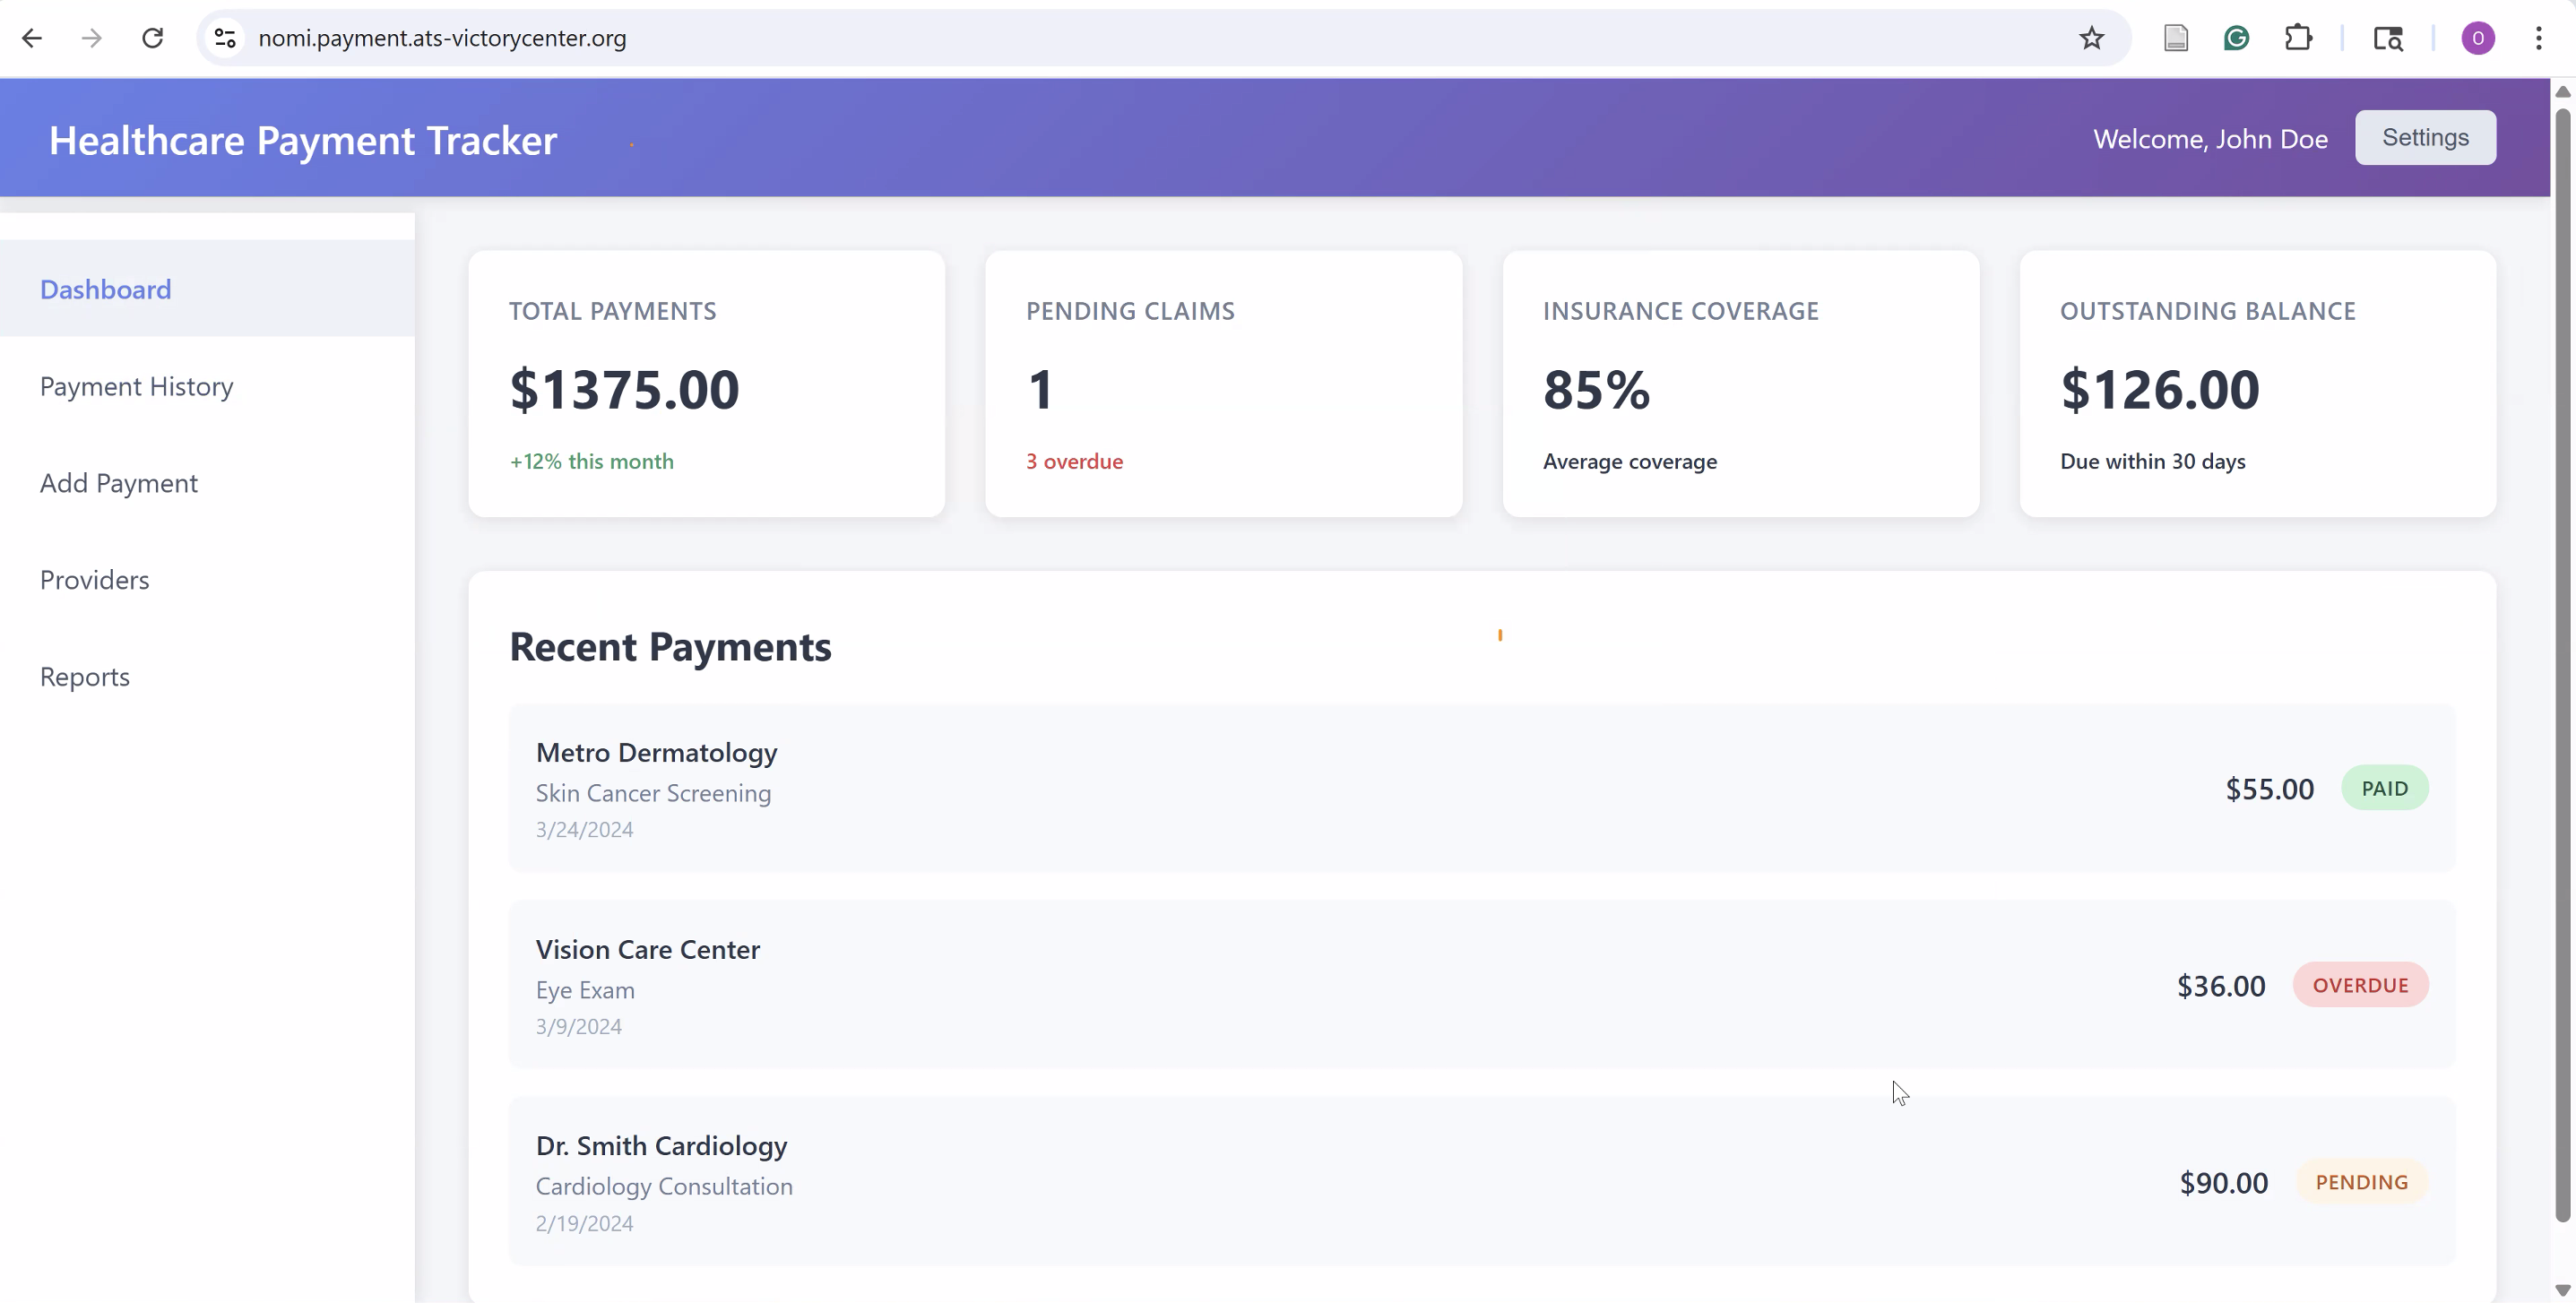 nomi.payment.ats-victorycenter.org
O
Healthcare Payment Tracker
Welcome, John Doe
Settings
Dashboard
Payment History
Add Payment
Providers
Reports
TOTAL PAYMENTS
$1375.00
+12% this month
PENDING CLAIMS
1
3 overdue
INSURANCE COVERAGE
85%
Average coverage
OUTSTANDING BALANCE
$126.00
Due within 30 days
Recent Payments
Metro Dermatology
Skin Cancer Screening
3/24/2024
$55.00
PAID
Vision Care Center
Eye Exam
3/9/2024
$36.00
OVERDUE
Dr. Smith Cardiology
Cardiology Consultation
2/19/2024
$90.00
PENDING